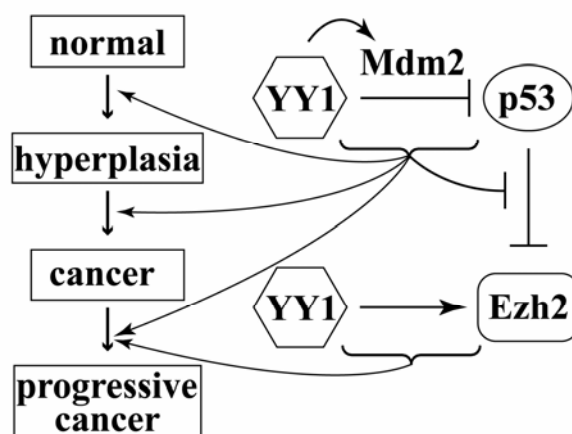 normal
hyperplasia
cancer
progressive
cancer
YY1
Mdm2
p53
YY1
Ezh2